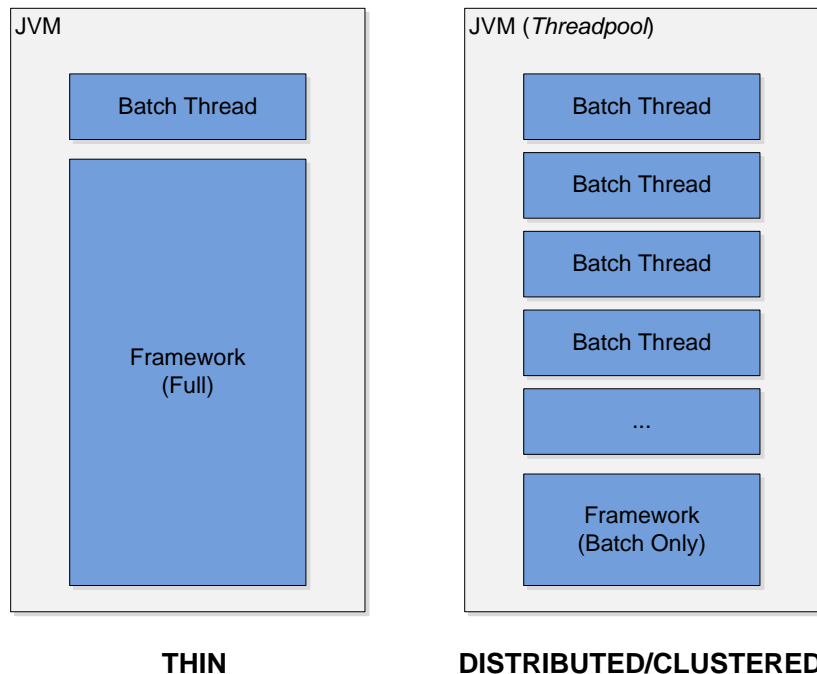 JVM
Batch Thread
Framework
(Full)
THIN
JVM (Threadpool)
Batch Thread
Batch Thread
Batch Thread
Batch Thread
...
Framework
(Batch Only)
DISTRIBUTED/CLUSTERED